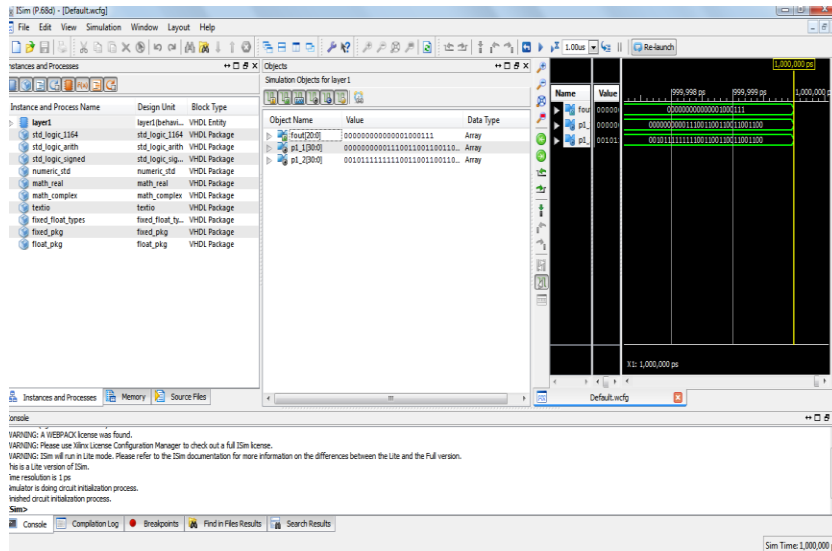 ISim (P.68d) - [Default.wcfg]
File Edit View Simulation Window Layout Help
1.00us Re-launch
Instances and Processes
Objects
Simulation Objects for layer1
Instance and Process Name Design Unit Block Type
layer1 layer1(behavi... VHDL Entity
std_logic_1164 std_logic_1164 VHDL Package
std_logic_arith std_logic_arith VHDL Package
std_logic_signed std_logic_sig... VHDL Package
numeric_std numeric_std VHDL Package
math_real math_real VHDL Package
math_complex math_complex VHDL Package
textio textio VHDL Package
fixed_float_types fixed_float_ty... VHDL Package
fixed_pkg fixed_pkg VHDL Package
float_pkg float_pkg VHDL Package
Object Name Value Data Type
fout[20:0] 000000000000001000111 Array
p1_1[30:0] Array
p1_2[30:0] Array
1,000,000 ps
Name Value
999,998 ps 999,999 ps 1,000,000 p
fou 00000 000000000000001000111
p1_ 00000
p1_ 00101
X1: 1,000,000 ps
Instances and Processes Memory Source Files
Default.wcfg
Console
WARNING: A WEBPACK license was found.
WARNING: Please use Xilinx License Configuration Manager to check out a full ISim license.
WARNING: ISim will run in Lite mode. Please refer to the ISim documentation for more information on the differences between the Lite and the Full version.
This is a Lite version of ISim.
Time resolution is 1 ps
Simulator is doing circuit initialization process.
Finished circuit initialization process.
ISim>
Console Compilation Log Breakpoints Find in Files Results Search Results
Sim Time: 1,000,000